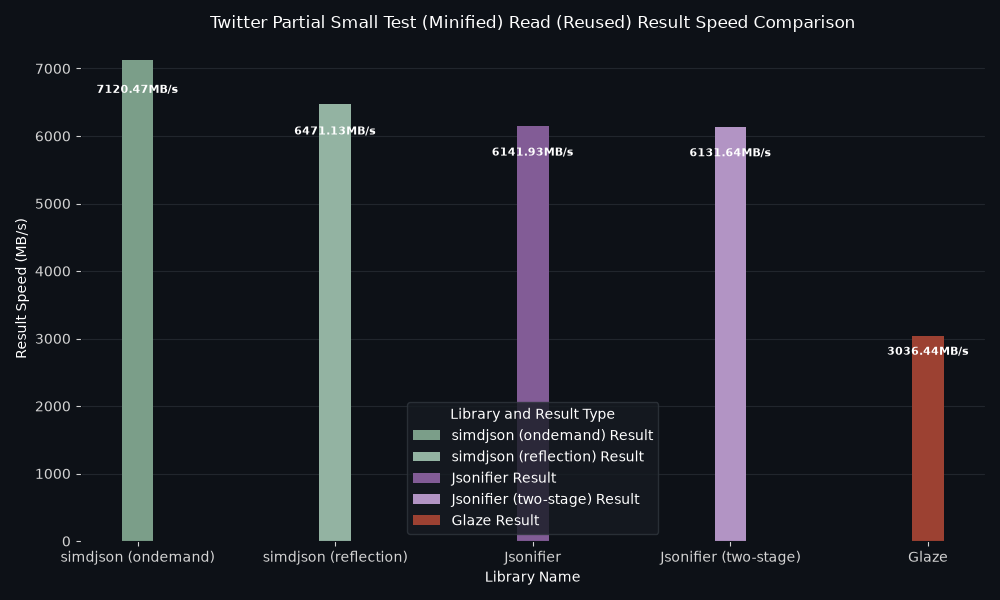 Twitter Partial Small Test (Minified) Read (Reused) Result Speed Comparison
Result Speed (MB/s)
7000
6000
5000
4000
3000
2000
1000
0
7120.47MB/s
6471.13MB/s
6141.93MB/s
6131.64MB/s
3036.44MB/s
Library and Result Type
simdjson (ondemand) Result
simdjson (reflection) Result
Jsonifier Result
Jsonifier (two-stage) Result
Glaze Result
simdjson (ondemand)
simdjson (reflection)
Jsonifier
Jsonifier (two-stage)
Glaze
Library Name